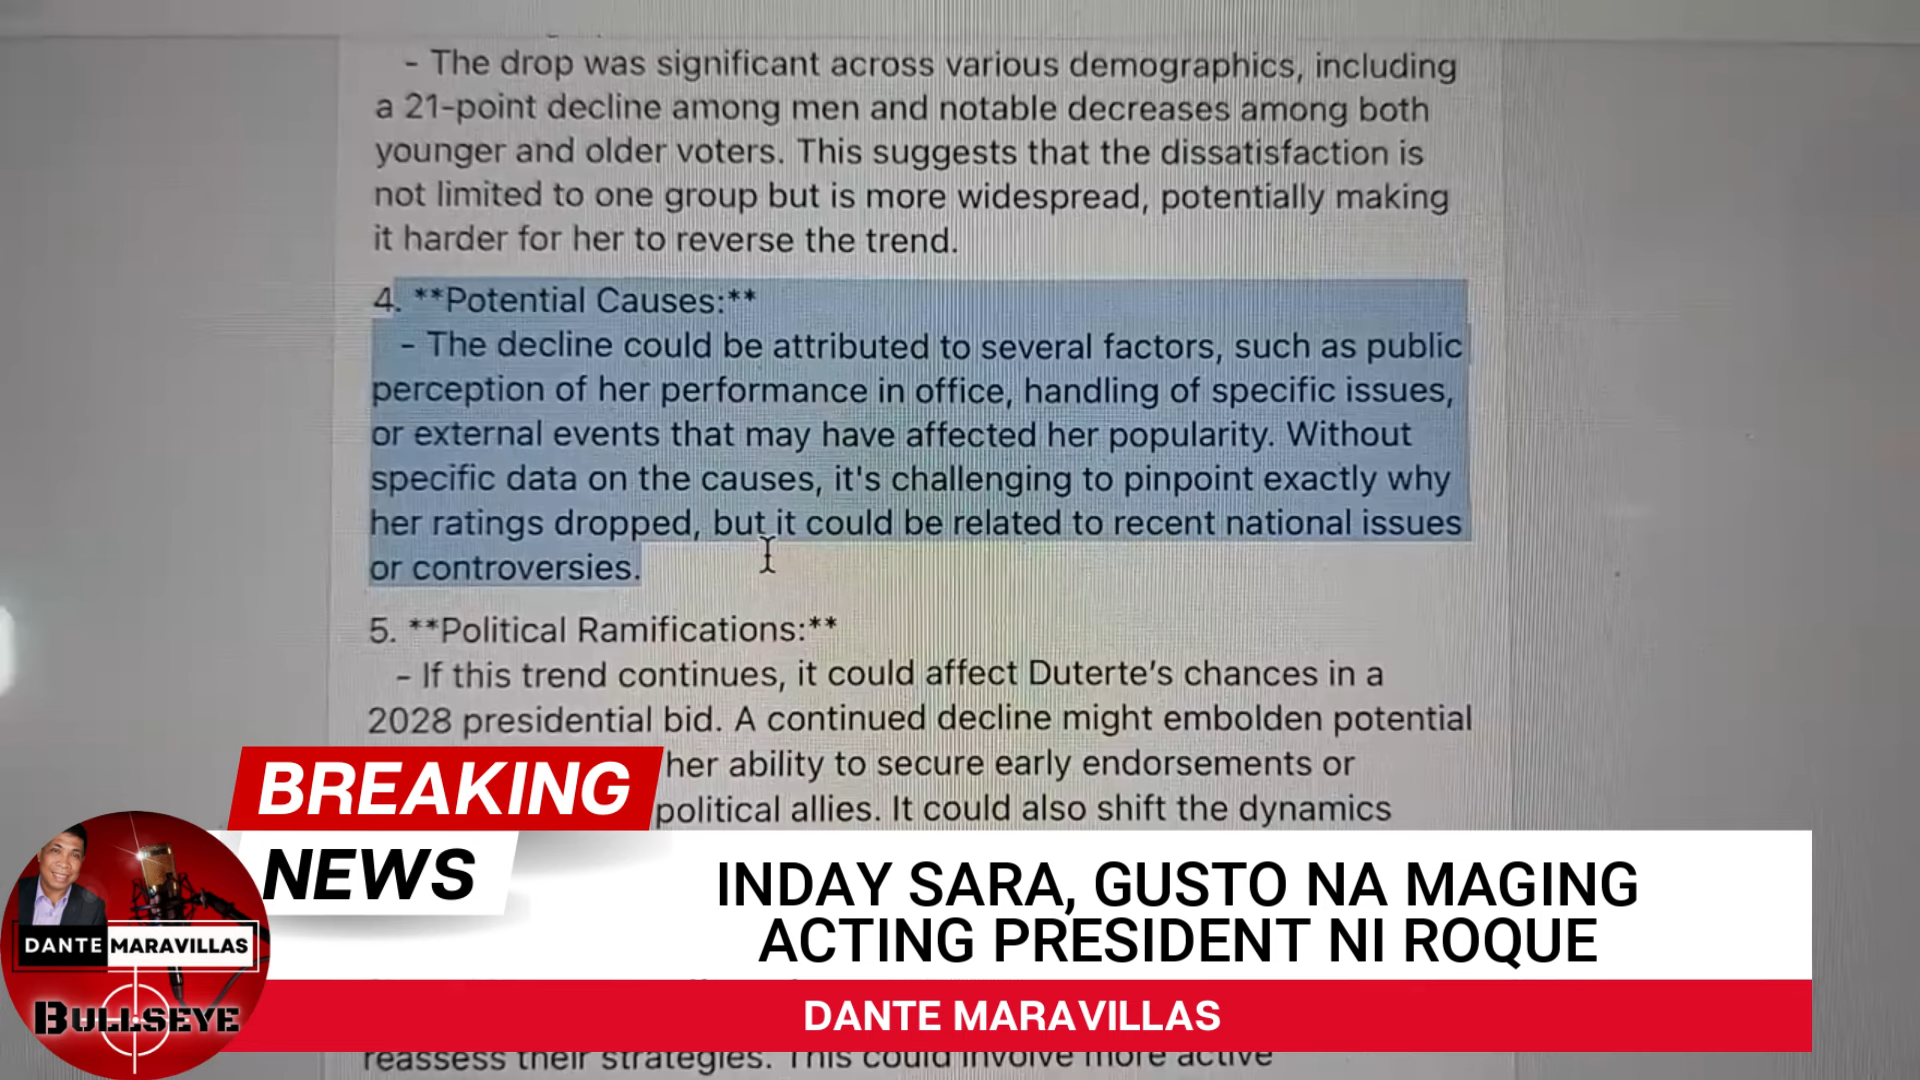 - The drop was significant across various demographics, including
a 21-point decline among men and notable decreases among both
younger and older voters. This suggests that the dissatisfaction is
not limited to one group but is more widespread, potentially making
it harder for her to reverse the trend.
4. **Potential Causes:**
- The decline could be attributed to several factors, such as public
perception of her performance in office, handling of specific issues,
or external events that may have affected her popularity. Without
specific data on the causes, it's challenging to pinpoint exactly why
her ratings dropped, but it could be related to recent national issues
or controversies.
5. **Political Ramifications:**
- If this trend continues, it could affect Duterte's chances in a
2028 presidential bid. A continued decline might embolden potential
her ability to secure early endorsements or
political allies. It could also shift the dynamics
BREAKING
NEWS
INDAY SARA, GUSTO NA MAGING
ACTING PRESIDENT NI ROQUE
DANTE MARAVILLAS
DANTE MARAVILLAS
BULLSEYE
reassess their strategies. This could involve more active